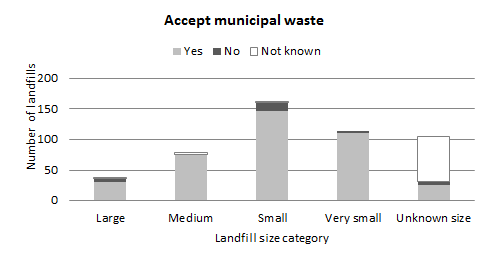 Accept municipal waste
Yes No Not known
Number of landfills
200
150
100
50
0
Large Medium Small Very small Unknown size
Landfill size category